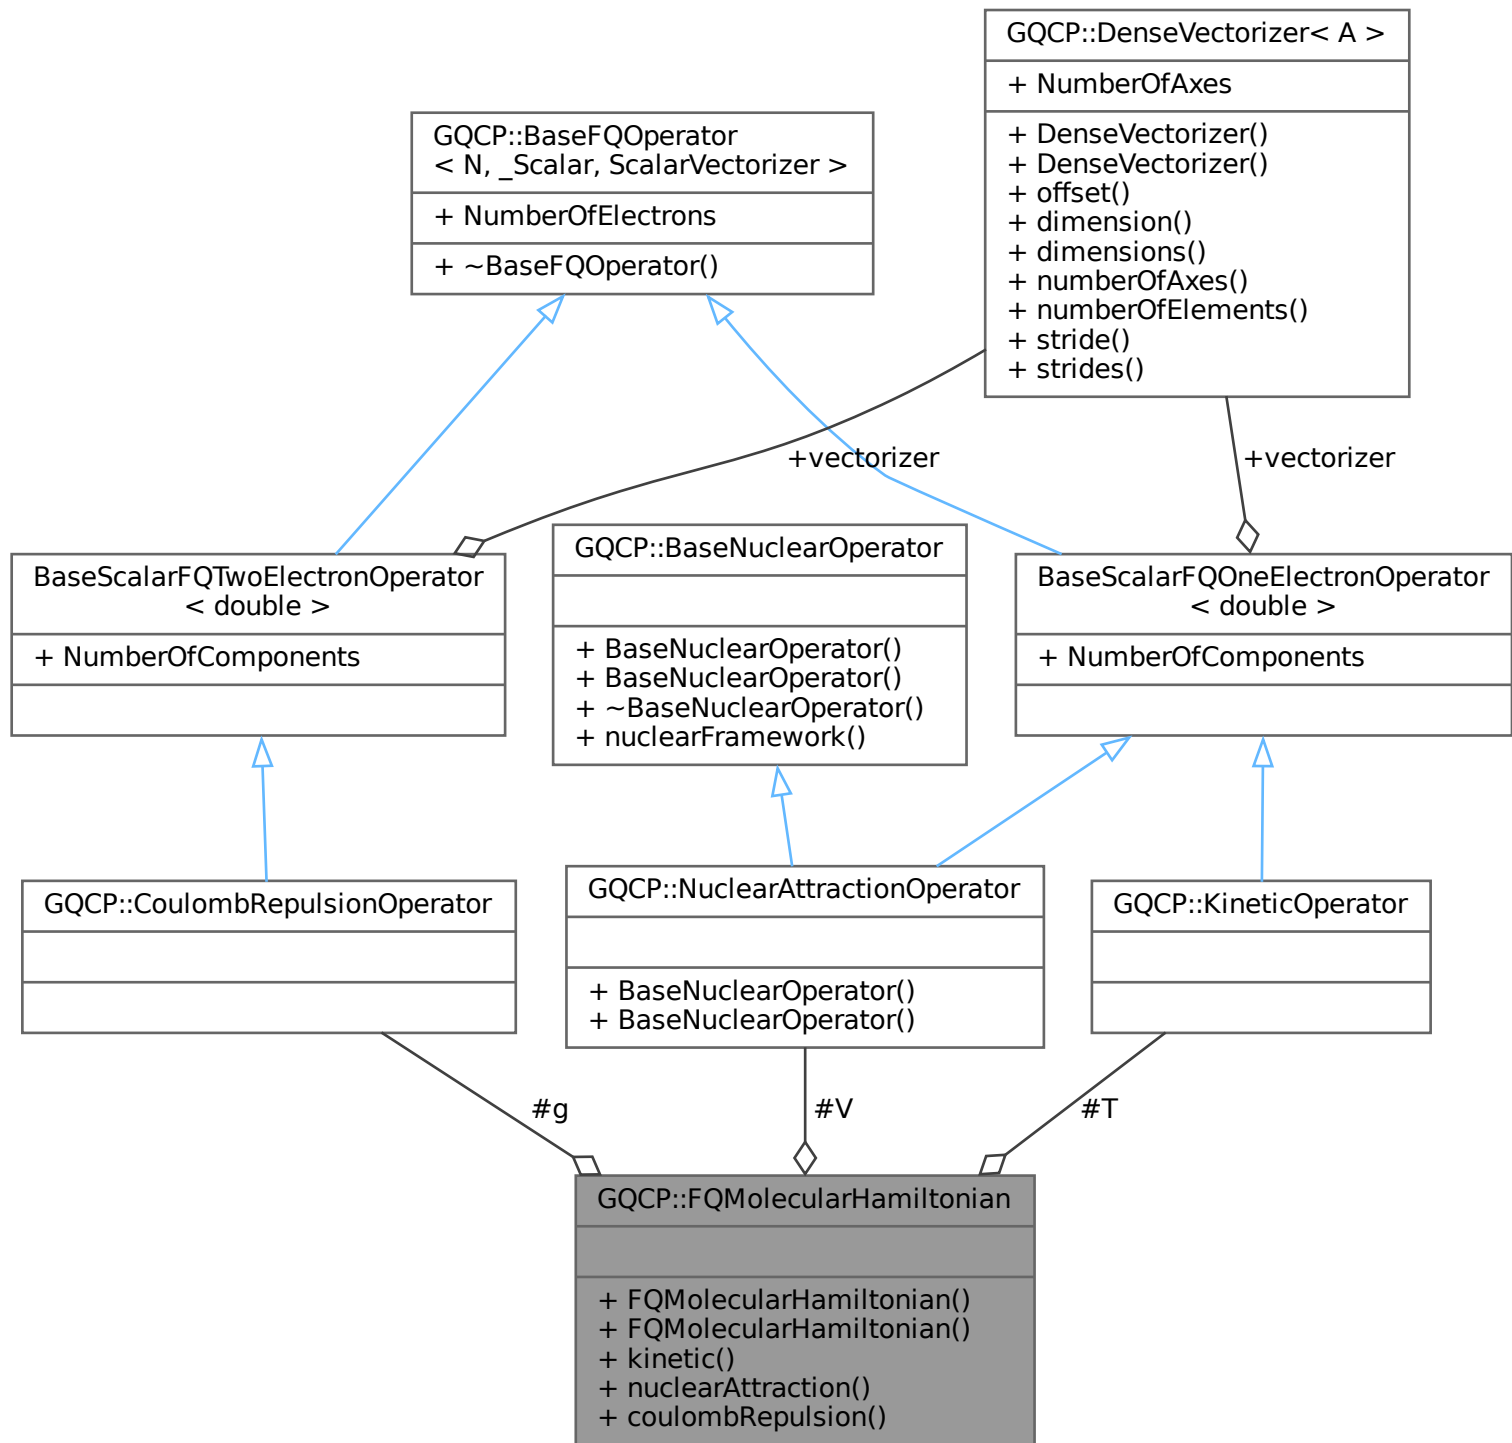 GQCP::DenseVectorizer< A >
+ NumberOfAxes
+ DenseVectorizer()
+ DenseVectorizer()
+ offset()
+ dimension()
+ dimensions()
+ numberOfAxes()
+ numberOfElements()
+ stride()
+ strides()
GQCP::BaseFQOperator
< N, _Scalar, ScalarVectorizer >
+ NumberOfElectrons
+ ~BaseFQOperator()
+vectorizer
+vectorizer
BaseScalarFQTwoElectronOperator
< double >
+ NumberOfComponents
GQCP::BaseNuclearOperator
+ BaseNuclearOperator()
+ BaseNuclearOperator()
+ ~BaseNuclearOperator()
+ nuclearFramework()
BaseScalarFQOneElectronOperator
< double >
+ NumberOfComponents
GQCP::CoulombRepulsionOperator
GQCP::NuclearAttractionOperator
+ BaseNuclearOperator()
+ BaseNuclearOperator()
GQCP::KineticOperator
#g
#V
#T
GQCP::FQMolecularHamiltonian
+ FQMolecularHamiltonian()
+ FQMolecularHamiltonian()
+ kinetic()
+ nuclearAttraction()
+ coulombRepulsion()